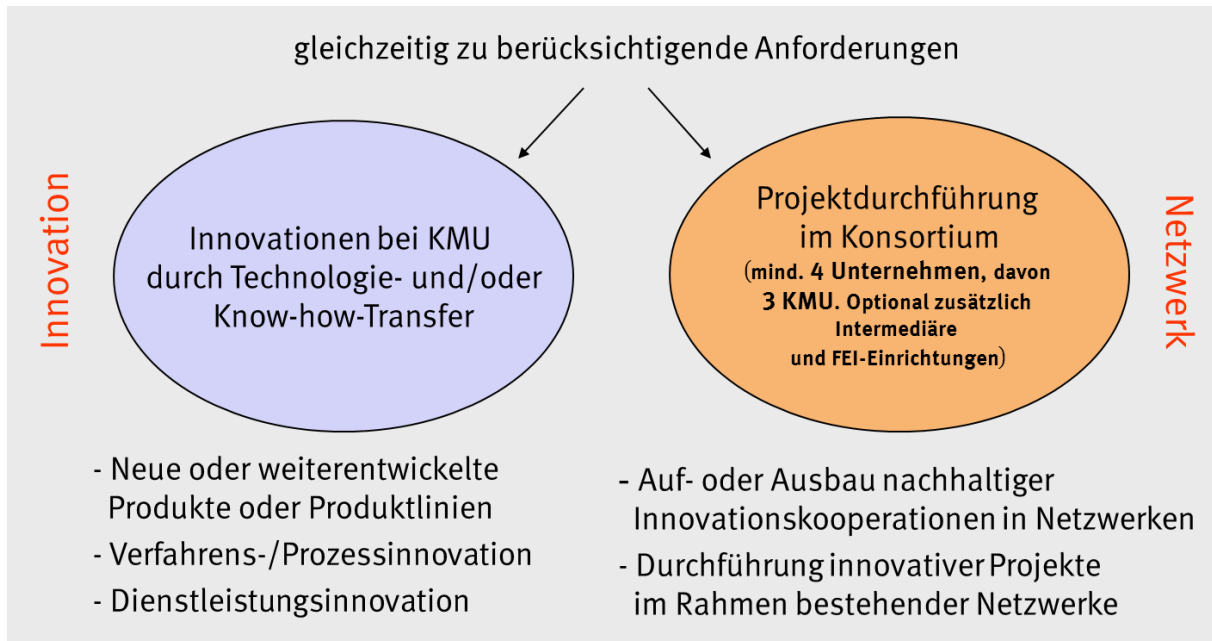 gleichzeitig zu berücksichtigende Anforderungen
Innovation
Innovationen bei KMU
durch Technologie- und/oder
Know-how-Transfer
- Neue oder weiterentwickelte
Produkte oder Produktlinien
- Verfahrens-/Prozessinnovation
- Dienstleistungsinnovation
Projektdurchführung
im Konsortium
(mind. 4 Unternehmen, davon
3 KMU. Optional zusätzlich
Intermediäre
und FEI-Einrichtungen)
Netzwerk
- Auf- oder Ausbau nachhaltiger
Innovationskooperationen in Netzwerken
- Durchführung innovativer Projekte
im Rahmen bestehender Netzwerke